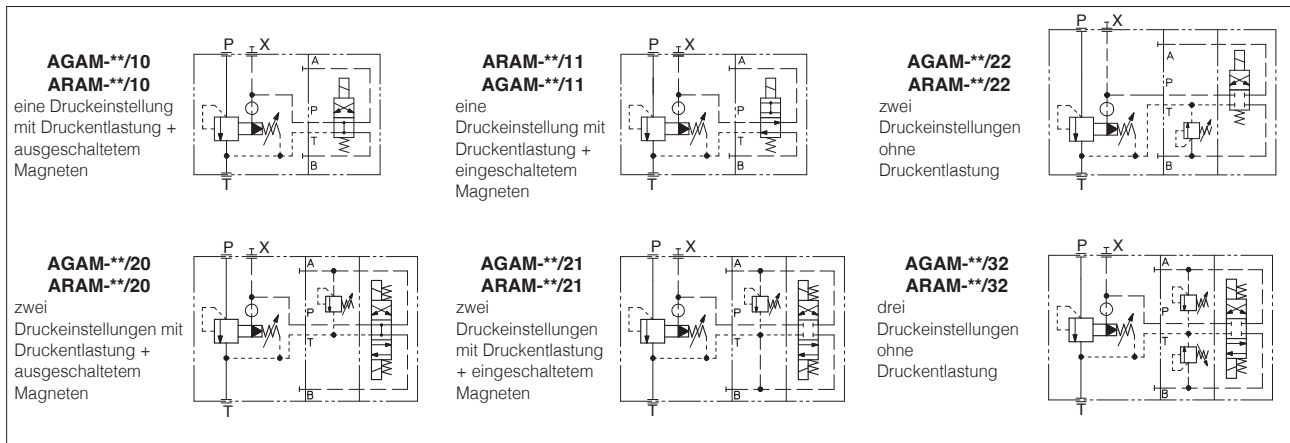 AGAM-**/10
ARAM-**/10
eine Druckeinstellung
mit Druckentlastung +
ausgeschaltetem
Magneten
P
X
A
P
T
B
T
ARAM-**/11
AGAM-**/11
eine
Druckeinstellung mit
Druckentlastung +
eingeschaltetem
Magneten
P
X
A
P
T
B
T
AGAM-**/22
ARAM-**/22
zwei
Druckeinstellungen
ohne
Druckentlastung
P
X
A
P
T
B
T
AGAM-**/20
ARAM-**/20
zwei
Druckeinstellungen mit
Druckentlastung +
ausgeschaltetem
Magneten
P
X
A
P
T
B
T
AGAM-**/21
ARAM-**/21
zwei
Druckeinstellungen
mit Druckentlastung
+ eingeschaltetem
Magneten
P
X
A
P
T
B
T
AGAM-**/32
ARAM-**/32
drei
Druckeinstellungen
ohne
Druckentlastung
P
X
A
P
T
B
T